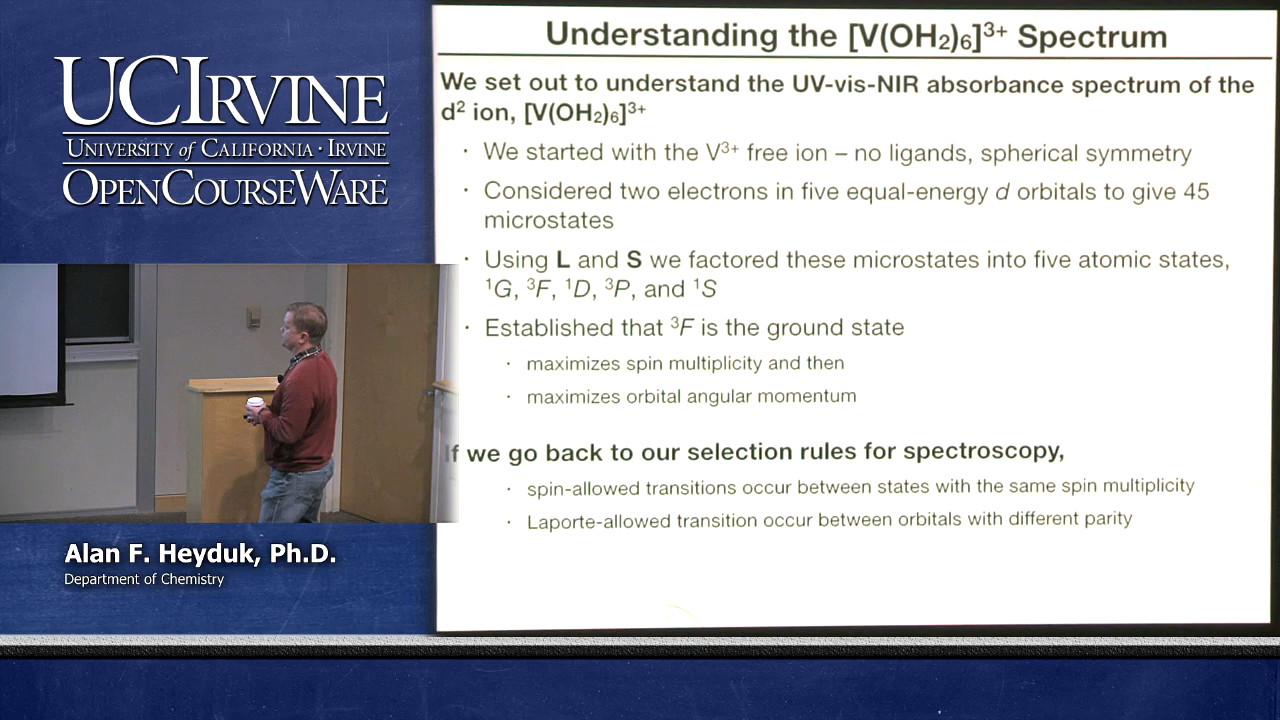 UCIRVINE
UNIVERSITY of CALIFORNIA · IRVINE
OPENCOURSEWARE
Alan F. Heyduk, Ph.D.
Department of Chemistry
Understanding the [V(OH₂)₆]³⁺ Spectrum
We set out to understand the UV-vis-NIR absorbance spectrum of the
d² ion, [V(OH₂)₆]³⁺
· We started with the V³⁺ free ion – no ligands, spherical symmetry
· Considered two electrons in five equal-energy d orbitals to give 45
microstates
· Using L and S we factored these microstates into five atomic states,
¹G, ³F, ¹D, ³P, and ¹S
· Established that ³F is the ground state
· maximizes spin multiplicity and then
· maximizes orbital angular momentum
If we go back to our selection rules for spectroscopy,
· spin-allowed transitions occur between states with the same spin multiplicity
· Laporte-allowed transition occur between orbitals with different parity